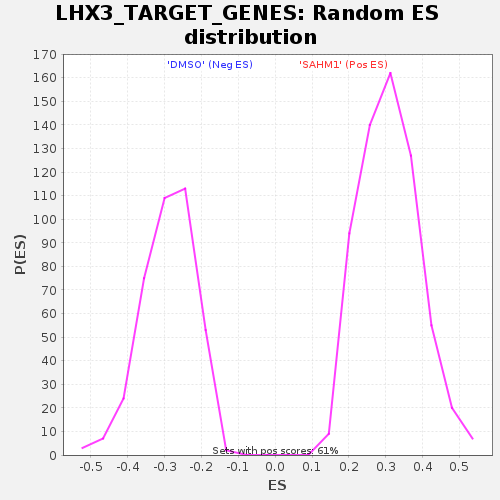 LHX3_TARGET_GENES: Random ES
distribution
'DMSO' (Neg ES) 'SAHM1' (Pos ES)
170
160
150
140
130
120
110
100
90
80
70
60
50
40
30
20
10
0
P(ES)
Sets with pos scores: 61%
-0.5 -0.4 -0.3 -0.2 -0.1 0.0 0.1 0.2 0.3 0.4 0.5
ES